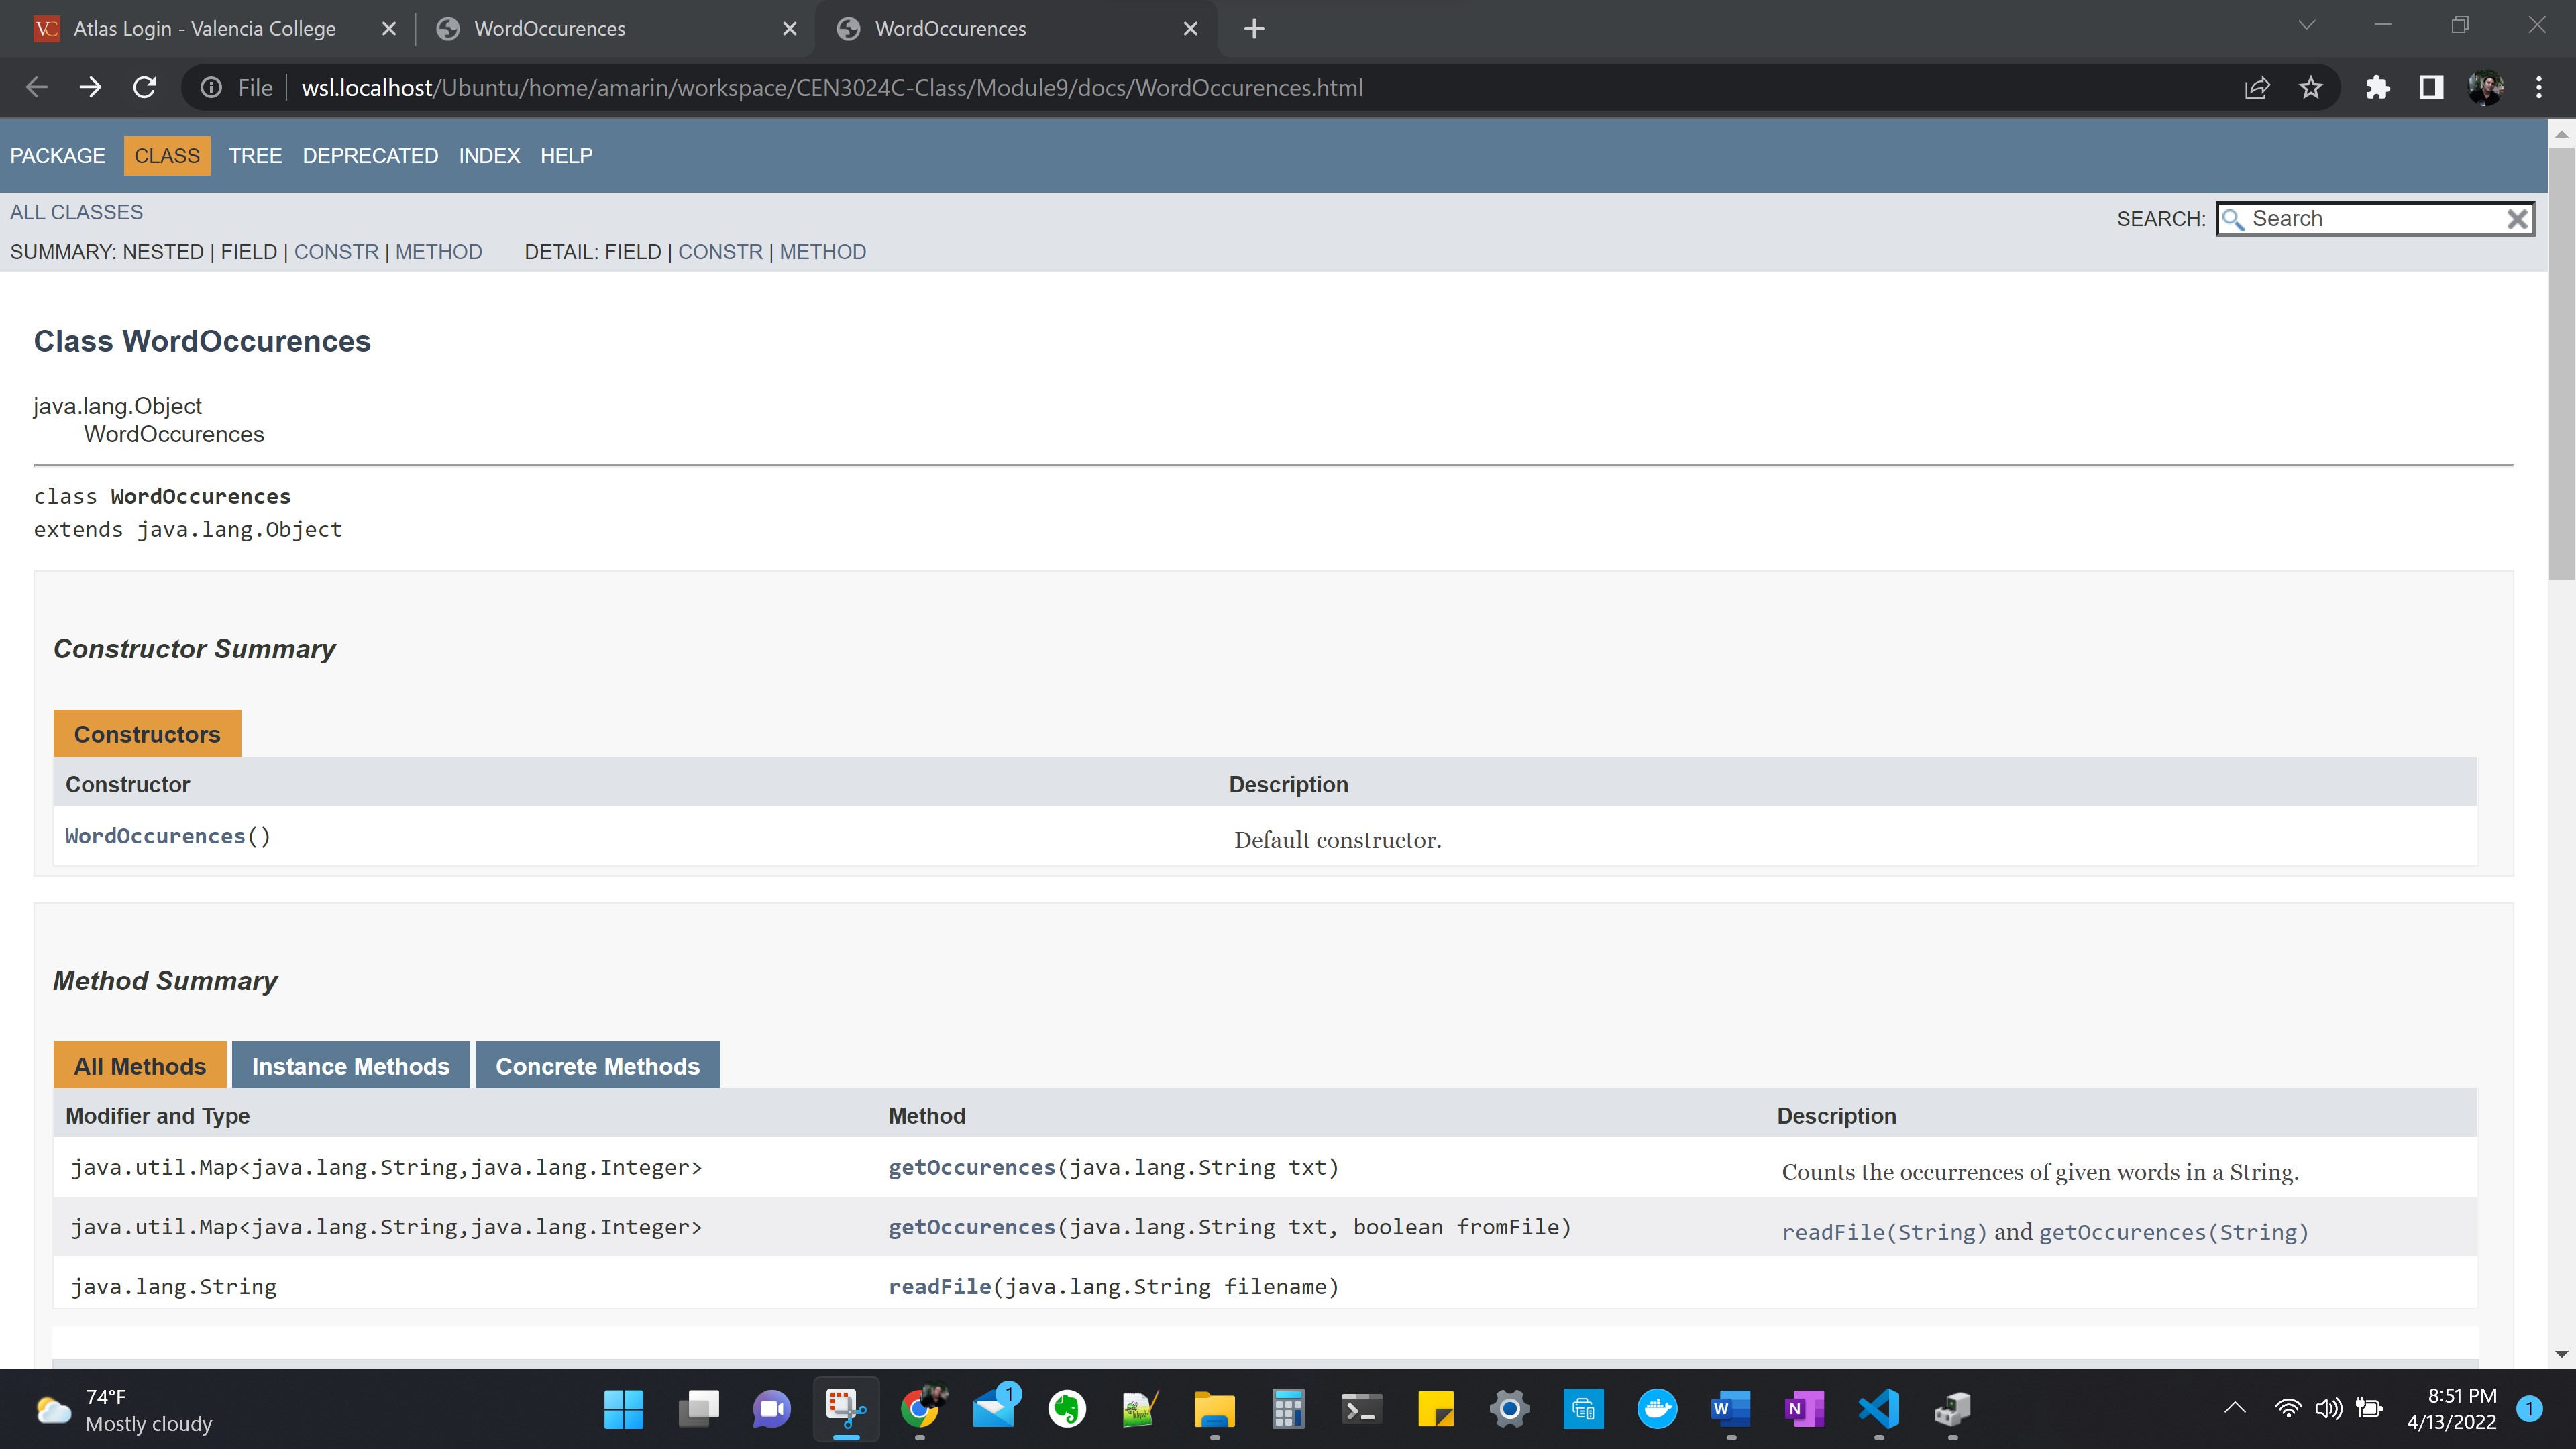 Atlas Login - Valencia College
WordOccurences
WordOccurences
File
wsl.localhost/Ubuntu/home/amarin/workspace/CEN3024C-Class/Module9/docs/WordOccurences.html
PACKAGE CLASS TREE DEPRECATED INDEX HELP
ALL CLASSES
SEARCH: Search
SUMMARY: NESTED | FIELD | CONSTR | METHOD DETAIL: FIELD | CONSTR | METHOD
Class WordOccurences
java.lang.Object
WordOccurences
class WordOccurences
extends java.lang.Object
Constructor Summary
Constructors
Constructor Description
WordOccurences() Default constructor.
Method Summary
All Methods Instance Methods Concrete Methods
Modifier and Type Method Description
java.util.Map<java.lang.String,java.lang.Integer> getOccurences(java.lang.String txt) Counts the occurrences of given words in a String.
java.util.Map<java.lang.String,java.lang.Integer> getOccurences(java.lang.String txt, boolean fromFile) readFile(String) and getOccurences(String)
java.lang.String readFile(java.lang.String filename)
74°F
Mostly cloudy
1
8:51 PM
4/13/2022
1